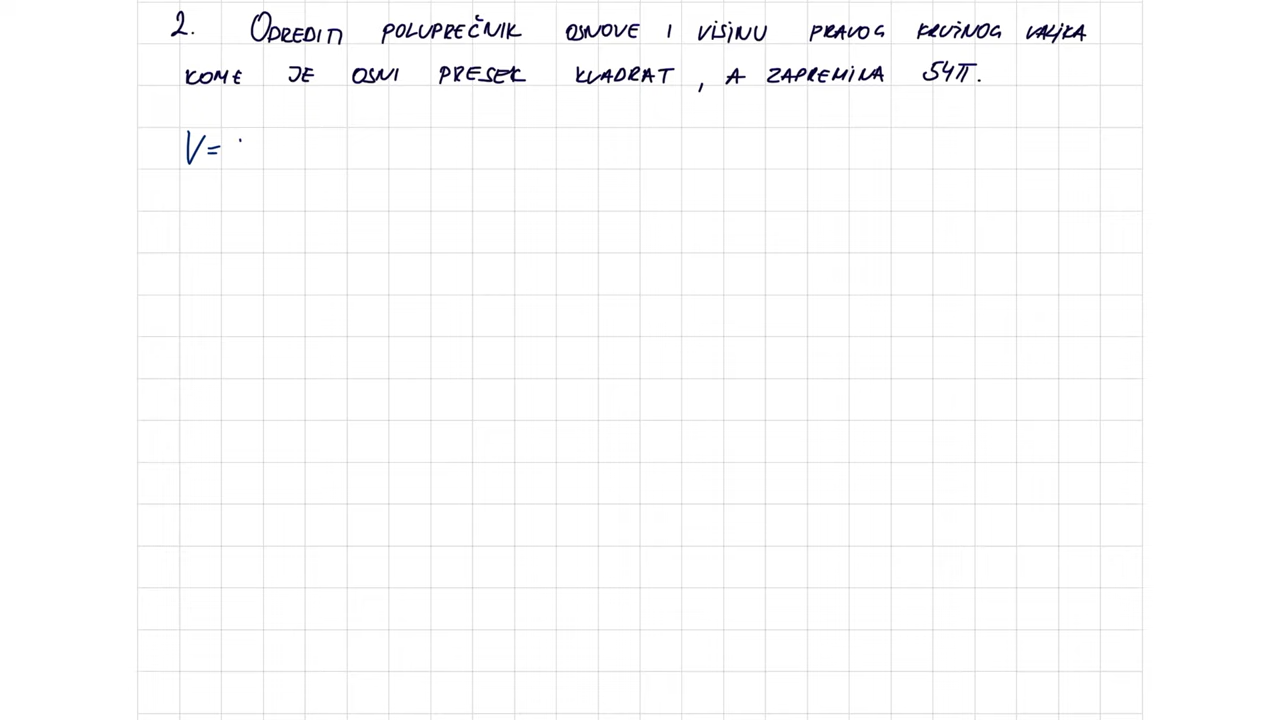 2. ODREDITI POLUPREČNIK OSNOVE I VISINU PRAVOG KRUŽNOG VALJKA
KOME JE OSNI PRESEK KVADRAT, A ZAPREMINA 54π.
V=